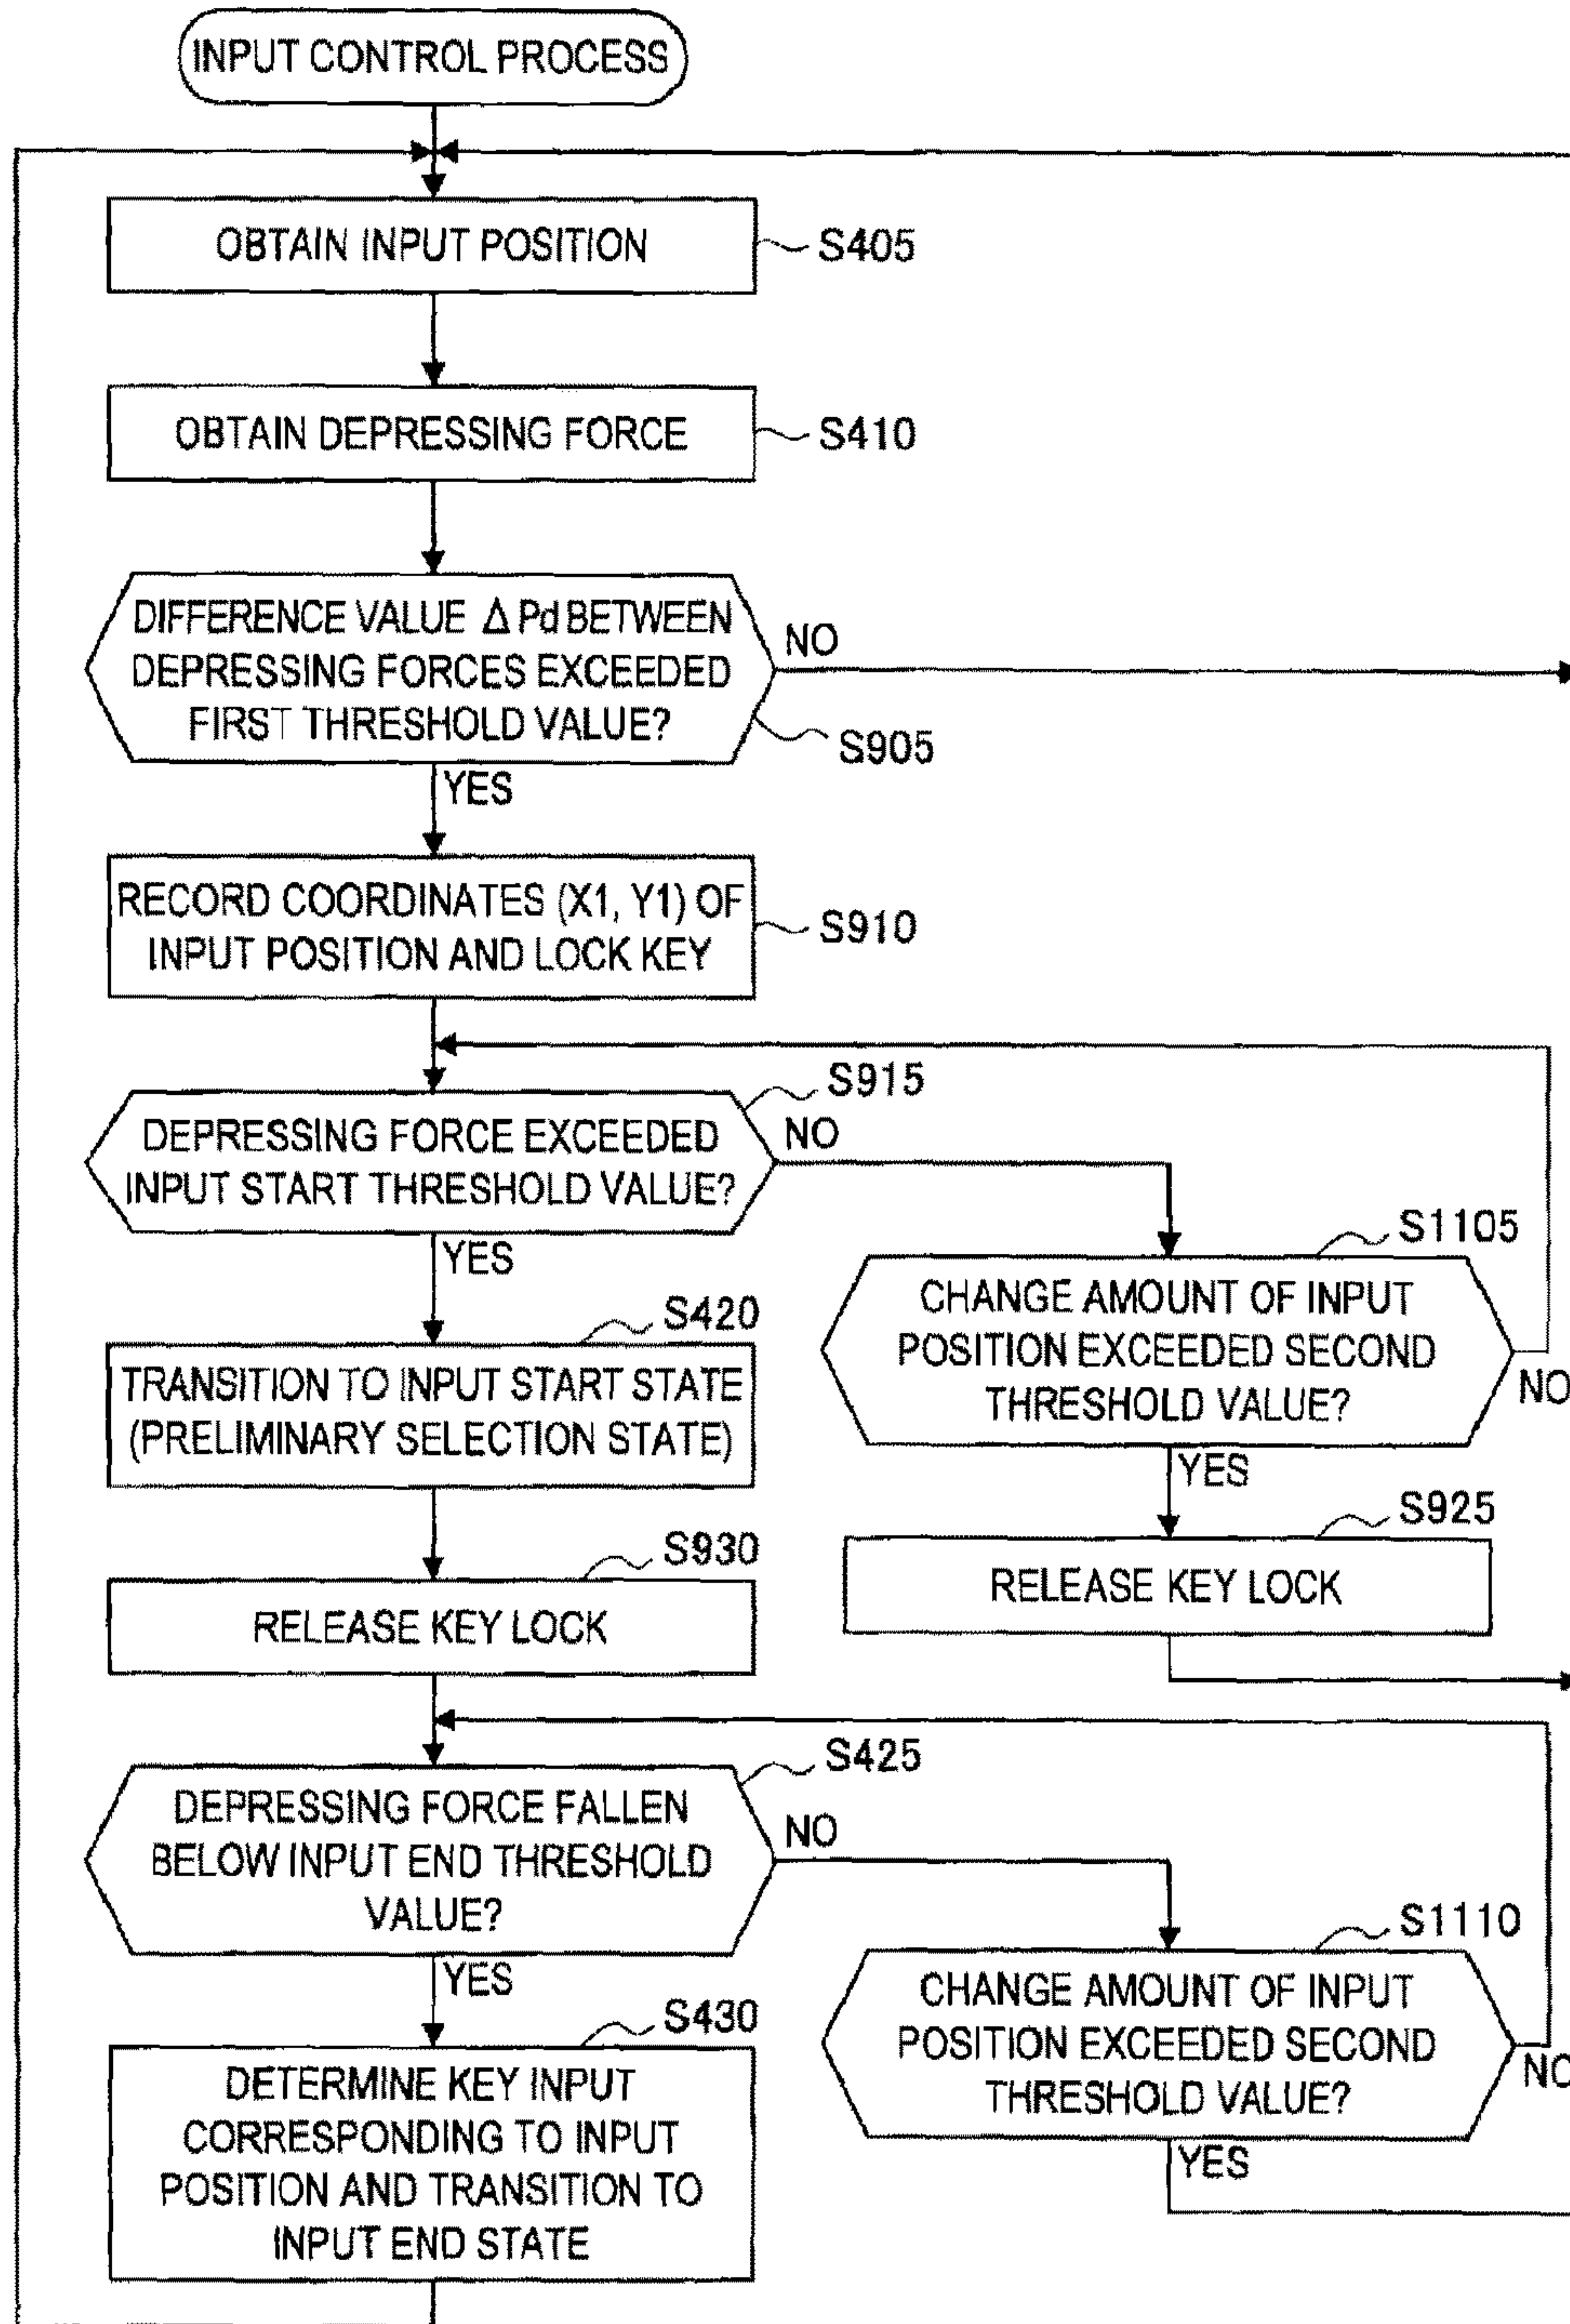 INPUT CONTROL PROCESS
OBTAIN INPUT POSITION
S405
OBTAIN DEPRESSING FORCE
S410
DIFFERENCE VALUE Δ Pd BETWEEN
DEPRESSING FORCES EXCEEDED
FIRST THRESHOLD VALUE?
NO
S905
YES
RECORD COORDINATES (X1, Y1) OF
INPUT POSITION AND LOCK KEY
S910
S915
DEPRESSING FORCE EXCEEDED
INPUT START THRESHOLD VALUE?
NO
YES
S1105
CHANGE AMOUNT OF INPUT
POSITION EXCEEDED SECOND
THRESHOLD VALUE?
NO
YES
S420
TRANSITION TO INPUT START STATE
(PRELIMINARY SELECTION STATE)
S925
RELEASE KEY LOCK
S930
RELEASE KEY LOCK
S425
DEPRESSING FORCE FALLEN
BELOW INPUT END THRESHOLD
VALUE?
NO
YES
S1110
CHANGE AMOUNT OF INPUT
POSITION EXCEEDED SECOND
THRESHOLD VALUE?
NO
YES
S430
DETERMINE KEY INPUT
CORRESPONDING TO INPUT
POSITION AND TRANSITION TO
INPUT END STATE